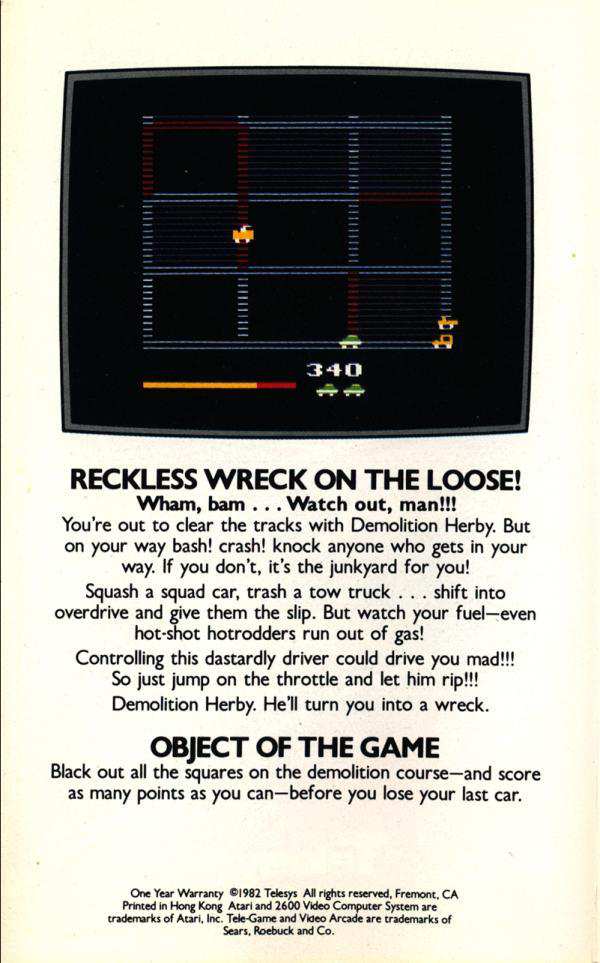 340
RECKLESS WRECK ON THE LOOSE!
Wham, bam . . . Watch out, man!!!
You're out to clear the tracks with Demolition Herby. But
on your way bash! crash! knock anyone who gets in your
way. If you don't, it's the junkyard for you!
Squash a squad car, trash a tow truck . . . shift into
overdrive and give them the slip. But watch your fuel—even
hot-shot hotrodders run out of gas!
Controlling this dastardly driver could drive you mad!!!
So just jump on the throttle and let him rip!!!
Demolition Herby. He'll turn you into a wreck.
OBJECT OF THE GAME
Black out all the squares on the demolition course—and score
as many points as you can—before you lose your last car.
One Year Warranty ©1982 Telesys All rights reserved, Fremont, CA
Printed in Hong Kong Atari and 2600 Video Computer System are
trademarks of Atari, Inc. Tele-Game and Video Arcade are trademarks of
Sears, Roebuck and Co.